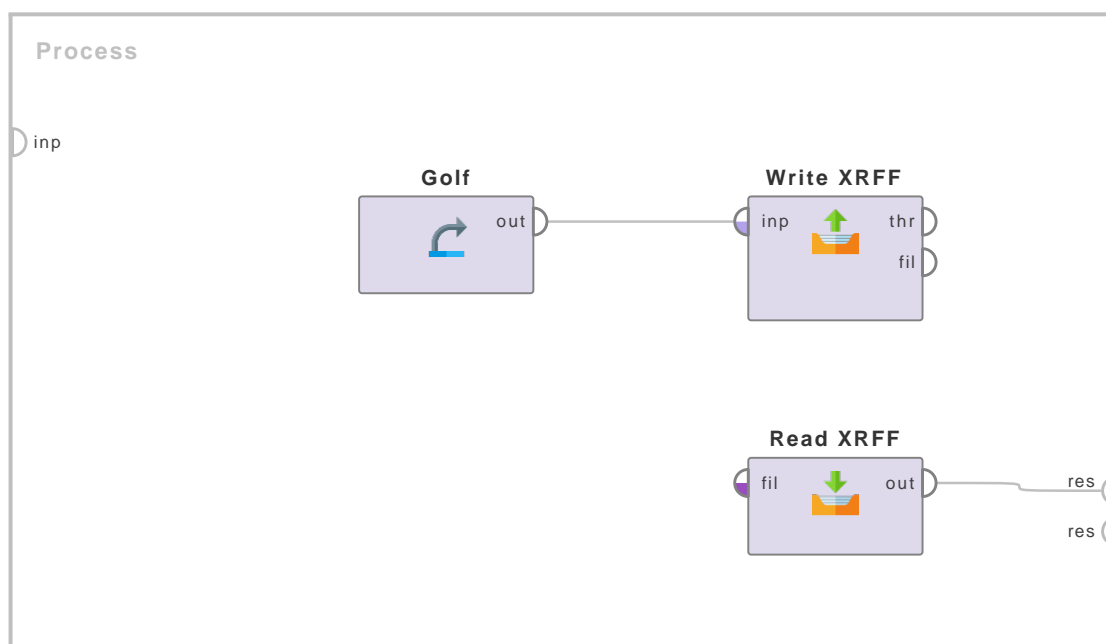 Process
inp
Golf
out
Write XRFF
inp
thr
fil
Read XRFF
fil
out
res
res